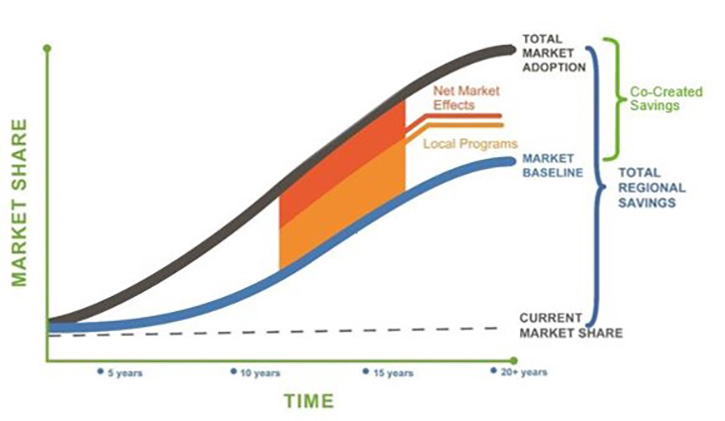 TOTAL
MARKET
ADOPTION
Co-Created
Savings
Net Market
Effects
Local Programs
MARKET
BASELINE
TOTAL
REGIONAL
SAVINGS
MARKET SHARE
CURRENT
MARKET SHARE
5 years
10 years
15 years
20+ years
TIME